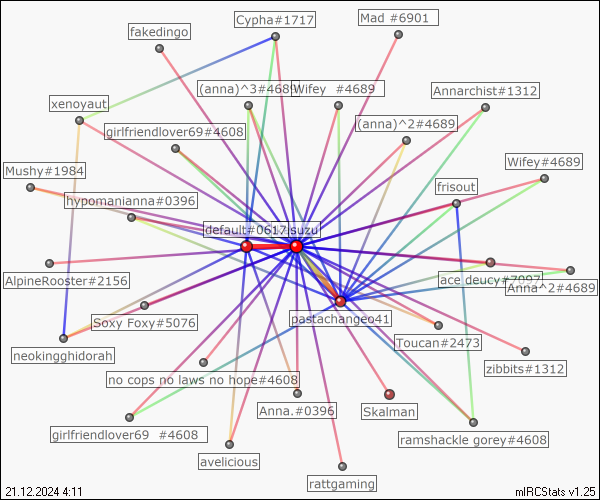 Cypha#1717
Mad #6901
fakedingo
(anna)^3#4689
Wifey #4689
Annarchist#1312
xenoyaut
girlfriendlover69#4608
(anna)^2#4689
Wifey#4689
Mushy#1984
frisout
hypomanianna#0396
default#0617
suzu
AlpineRooster#2156
ace deucy#7097
Anna^2#4689
Soxy Foxy#5076
pastachangeo41
Toucan#2473
neokingghidorah
zibbits#1312
no cops no laws no hope#4608
Anna.#0396
Skalman
girlfriendlover69 #4608
ramshackle gorey#4608
avelicious
rattgaming
21.12.2024 4:11
mIRCStats v1.25